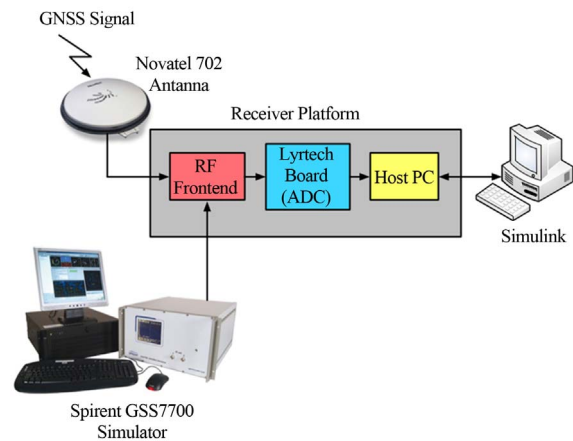 GNSS Signal
Novatel 702
Antanna
Receiver Platform
RF
Frontend
Lyrtech
Board
(ADC)
Host PC
Simulink
Spirent GSS7700
Simulator